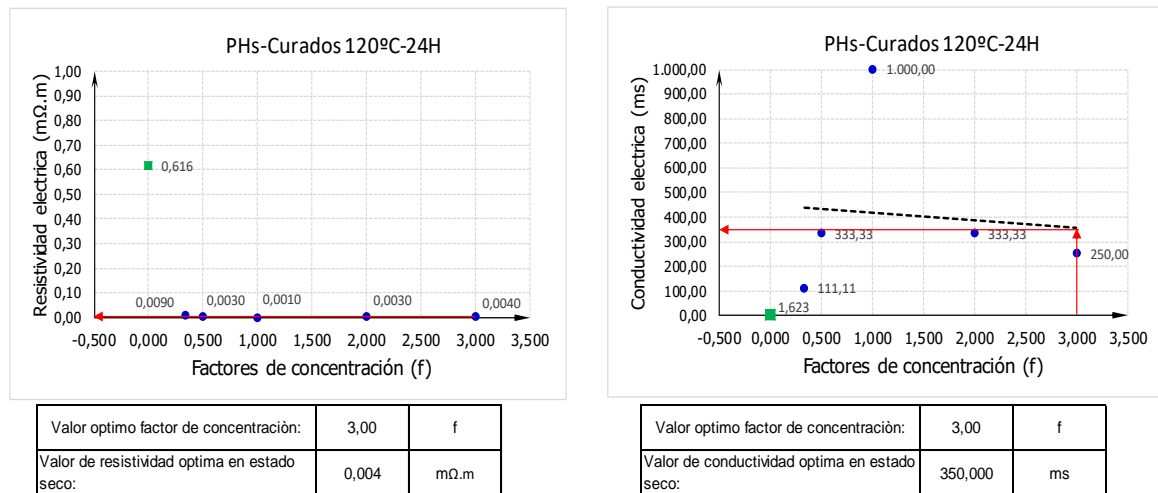 PHs-Curados 120ºC-24H
Resistividad electrica (mΩ.m)
1,00
0,90
0,80
0,70
0,60
0,50
0,40
0,30
0,20
0,10
0,00
0,616
0,0090
0,0030
0,0010
0,0030
0,0040
-0,500 0,000 0,500 1,000 1,500 2,000 2,500 3,000 3,500
Factores de concentración (f)
Valor optimo factor de concentraciòn: 3,00 f
Valor de resistividad optima en estado
seco: 0,004 mΩ.m
PHs-Curados 120ºC-24H
Conductividad electrica (ms)
1.000,00
900,00
800,00
700,00
600,00
500,00
400,00
300,00
200,00
100,00
0,00
1.000,00
333,33
333,33
250,00
111,11
1,623
-0,500 0,000 0,500 1,000 1,500 2,000 2,500 3,000 3,500
Factores de concentración (f)
Valor optimo factor de concentraciòn: 3,00 f
Valor de conductividad optima en estado
seco: 350,000 ms